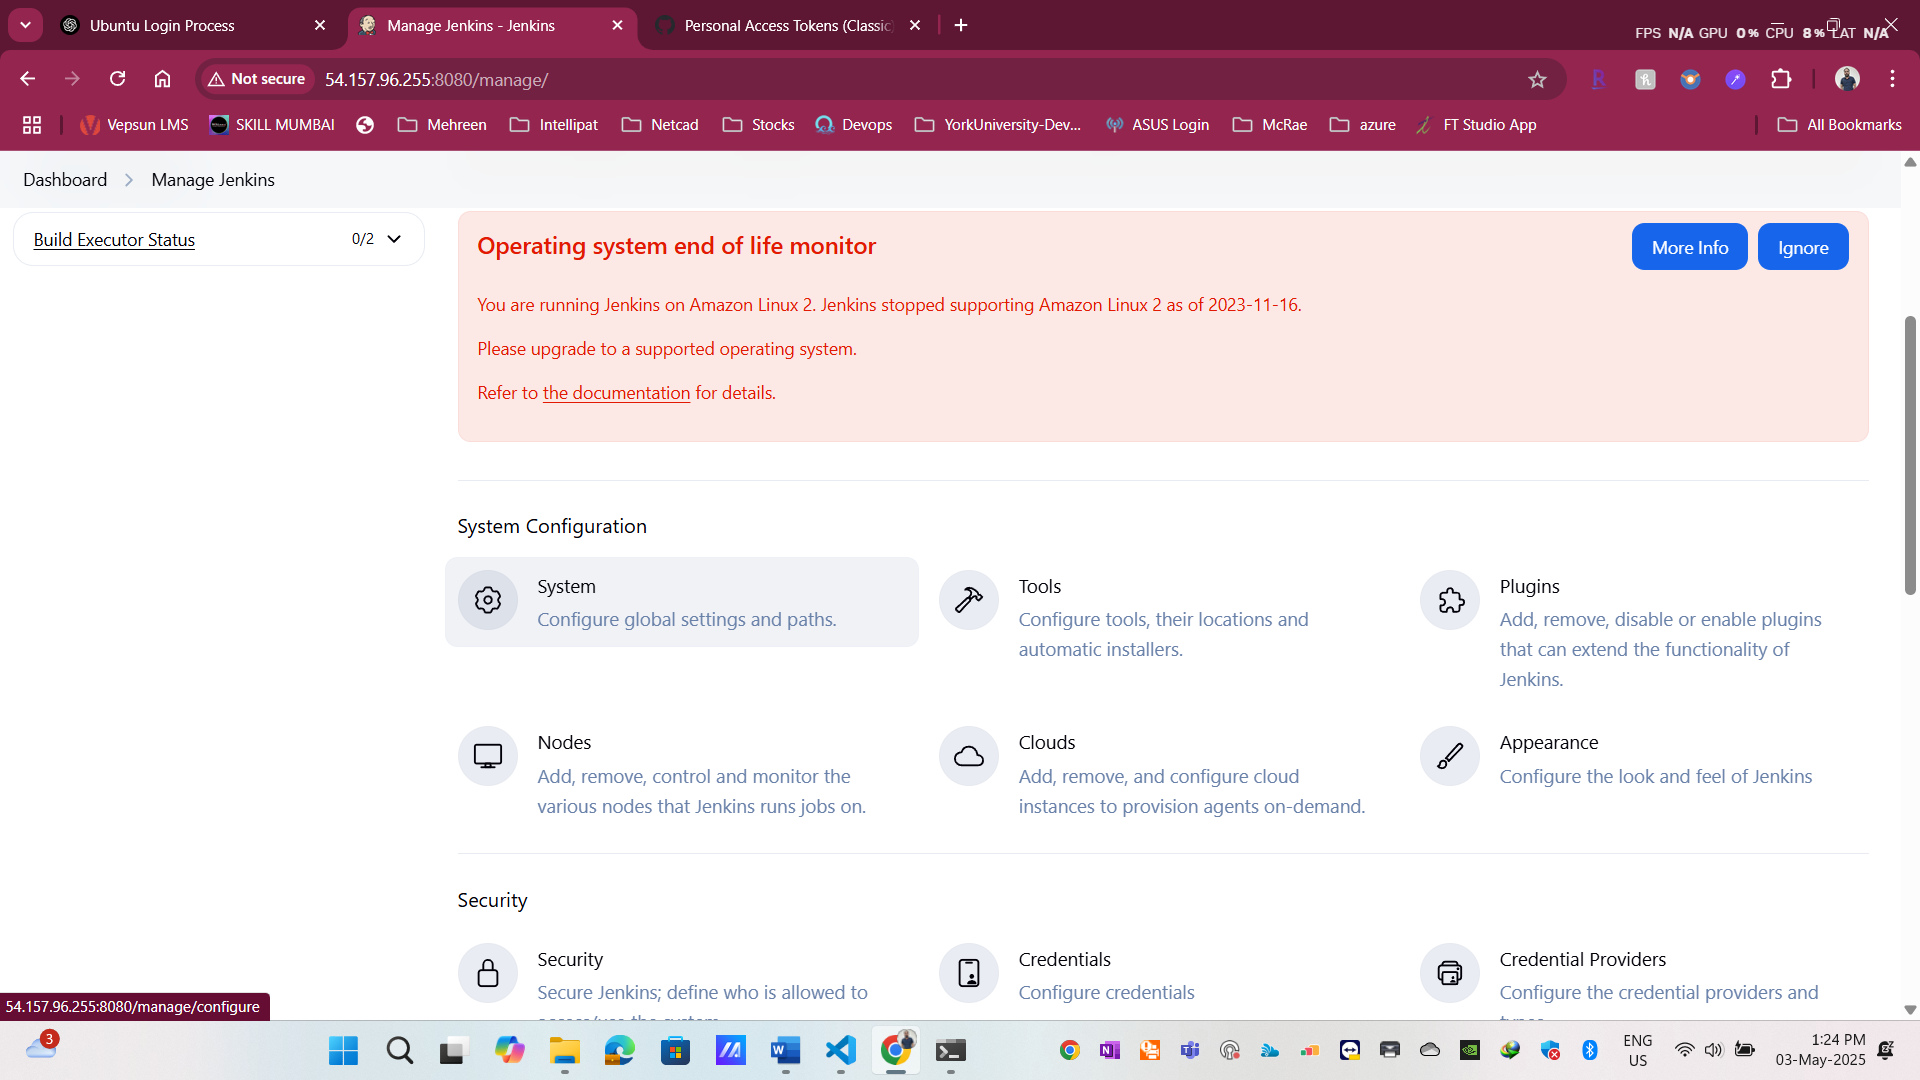 Ubuntu Login Process
Manage Jenkins - Jenkins
Personal Access Tokens (Classic)
FPS N/A GPU 0% CPU 8% LAT N/A
Not secure
54.157.96.255:8080/manage/
Vepsun LMS
SKILL MUMBAI
Mehreen
Intellipat
Netcad
Stocks
Devops
YorkUniversity-Dev...
ASUS Login
McRae
azure
FT Studio App
All Bookmarks
Dashboard
Manage Jenkins
Build Executor Status
0/2
Operating system end of life monitor
More Info
Ignore
You are running Jenkins on Amazon Linux 2. Jenkins stopped supporting Amazon Linux 2 as of 2023-11-16.
Please upgrade to a supported operating system.
Refer to the documentation for details.
System Configuration
System
Configure global settings and paths.
Tools
Configure tools, their locations and
automatic installers.
Plugins
Add, remove, disable or enable plugins
that can extend the functionality of
Jenkins.
Nodes
Add, remove, control and monitor the
various nodes that Jenkins runs jobs on.
Clouds
Add, remove, and configure cloud
instances to provision agents on-demand.
Appearance
Configure the look and feel of Jenkins
Security
Security
Secure Jenkins; define who is allowed to
access/use the system.
Credentials
Configure credentials
Credential Providers
Configure the credential providers and
types
54.157.96.255:8080/manage/configure
3
ENG
US
1:24 PM
03-May-2025